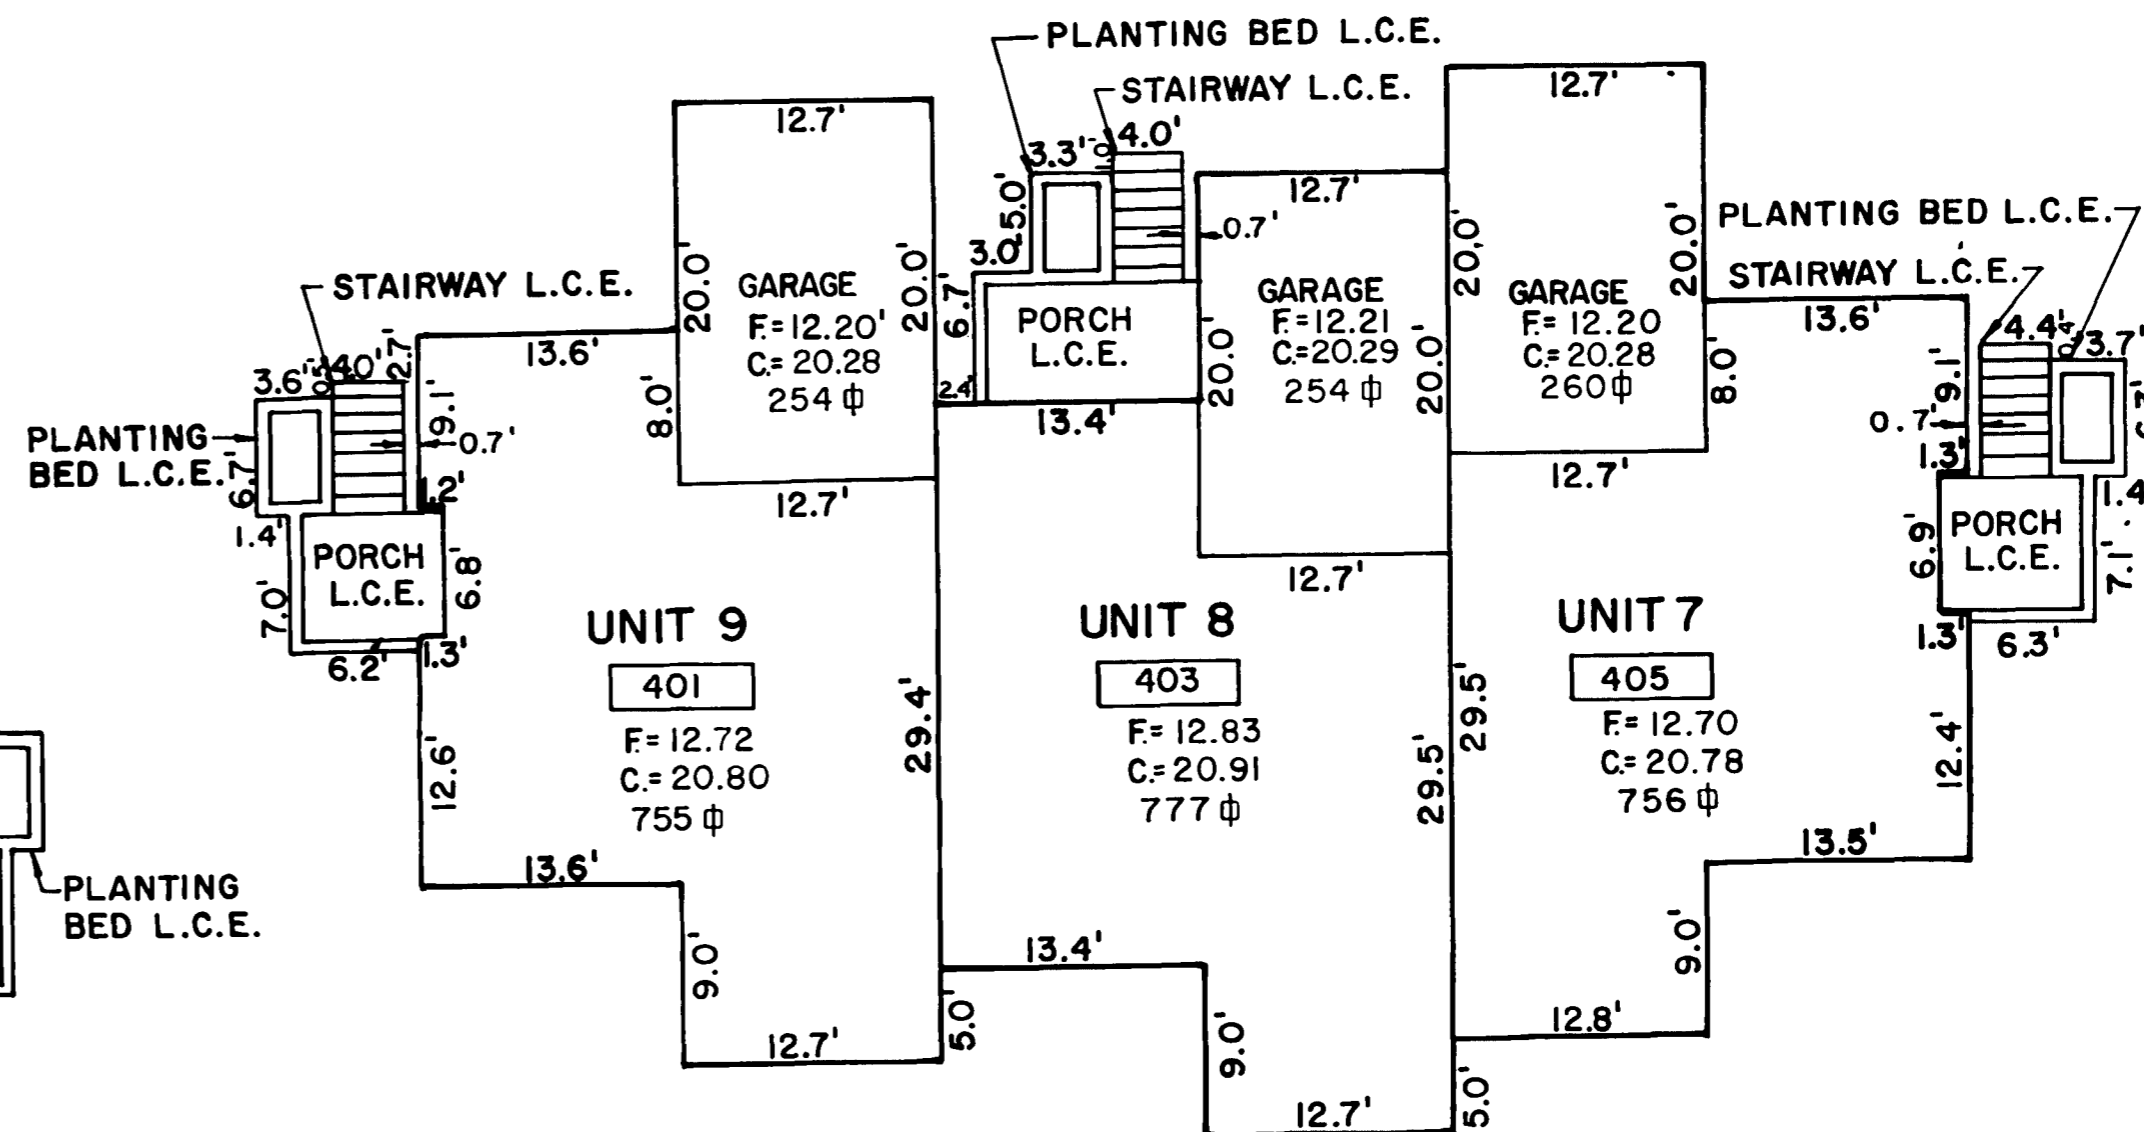 PLANTING BED L.C.E.
STAIRWAY L.C.E.
12.7'
12.7'
4.0'
3.3'
1.0'
5.0'
12.7'
0.7'
3.0'
6.7'
20.0'
20.0'
20.0'
20.0'
PLANTING BED L.C.E.
STAIRWAY L.C.E.
STAIRWAY L.C.E.
13.6'
13.6'
GARAGE
F.=12.20'
C.=20.28
254 ⏀
PORCH
L.C.E.
GARAGE
F.=12.21
C.=20.29
254 ⏀
GARAGE
F.=12.20
C.=20.28
260 ⏀
4.4'
0.4'
3.7'
3.6'
0.5'
4.0'
2.7'
9.1'
0.7'
8.0'
2.4'
13.4'
20.0'
20.0'
8.0'
9.1'
0.7'
1.3'
PLANTING
BED L.C.E.
6.7'
1.2'
12.7'
12.7'
1.4
1.4'
PORCH
L.C.E.
6.8'
7.0'
6.2'
1.3'
12.7'
6.9'
PORCH
L.C.E.
7.1'
1.3'
6.3'
UNIT 9
401
F.=12.72
C.=20.80
755 ⏀
UNIT 8
403
F.=12.83
C.=20.91
777 ⏀
UNIT 7
405
F.=12.70
C.=20.78
756 ⏀
12.6'
29.4'
29.5'
29.5'
12.4'
13.6'
13.5'
PLANTING
BED L.C.E.
9.0'
13.4'
9.0'
12.7'
5.0'
9.0'
12.8'
12.7'
5.0'